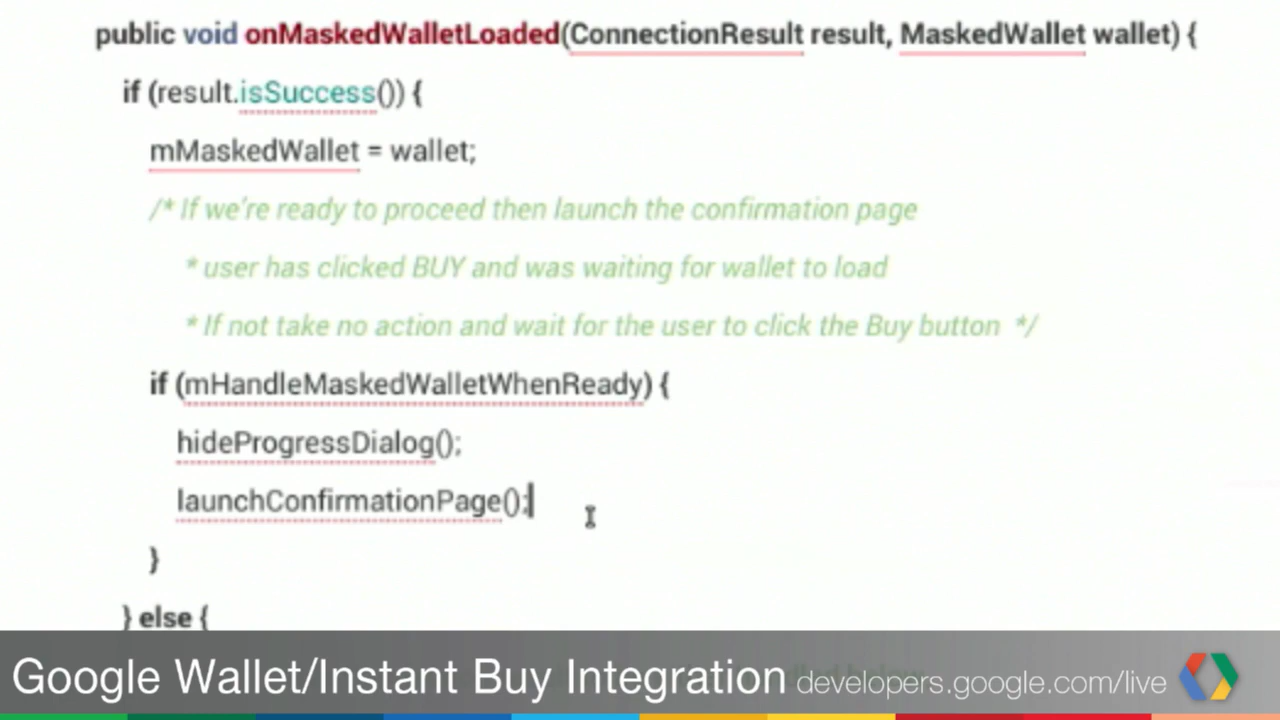 public void onMaskedWalletLoaded(ConnectionResult result, MaskedWallet wallet) {
if (result.isSuccess()) {
mMaskedWallet = wallet;
/* If we're ready to proceed then launch the confirmation page
* user has clicked BUY and was waiting for wallet to load
* If not take no action and wait for the user to click the Buy button */
if (mHandleMaskedWalletWhenReady) {
hideProgressDialog();
launchConfirmationPage();
}
} else {
Google Wallet/Instant Buy Integration developers.google.com/live